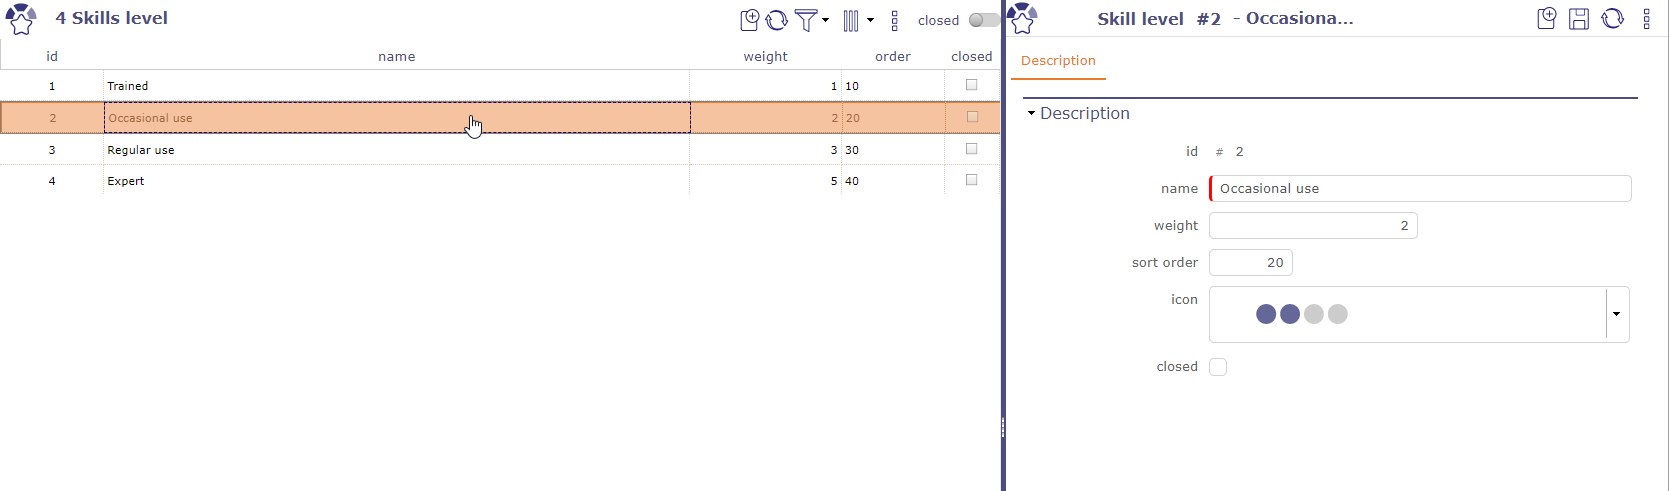 4 Skills level
closed
id name weight order closed
1 Trained 1 10
2 Occasional use 2 20
3 Regular use 3 30
4 Expert 5 40
Skill level #2 - Occasiona...
Description
Description
id # 2
name Occasional use
weight 2
sort order 20
icon
closed